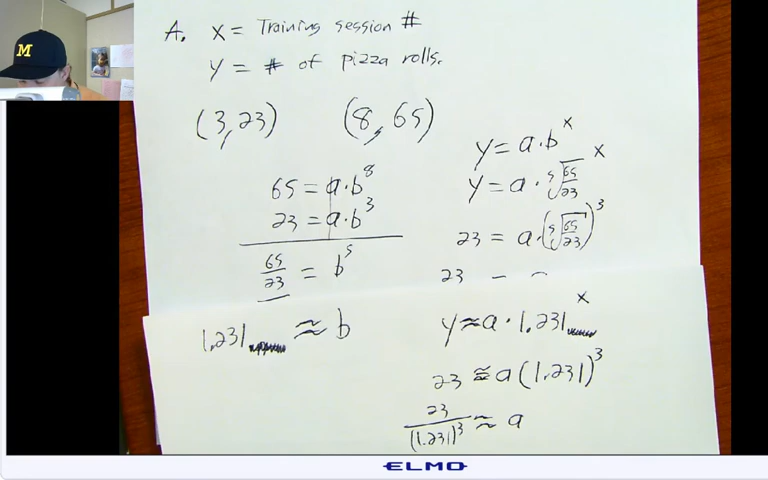 M
A. x = Training session #
y = # of pizza rolls.
(3,23) (8,65)
65 = a·b^8
23 = a·b^3
65/23 = b^5
1.231 ≈ b
y = a·b^x
y = a·⁵√(65/23)^x
23 = a·(⁵√(65/23))^3
23 =
y ≈ a·1.231^x
23 ≅ a(1.231)^3
23/(1.231)^3 ≈ a
ELMO